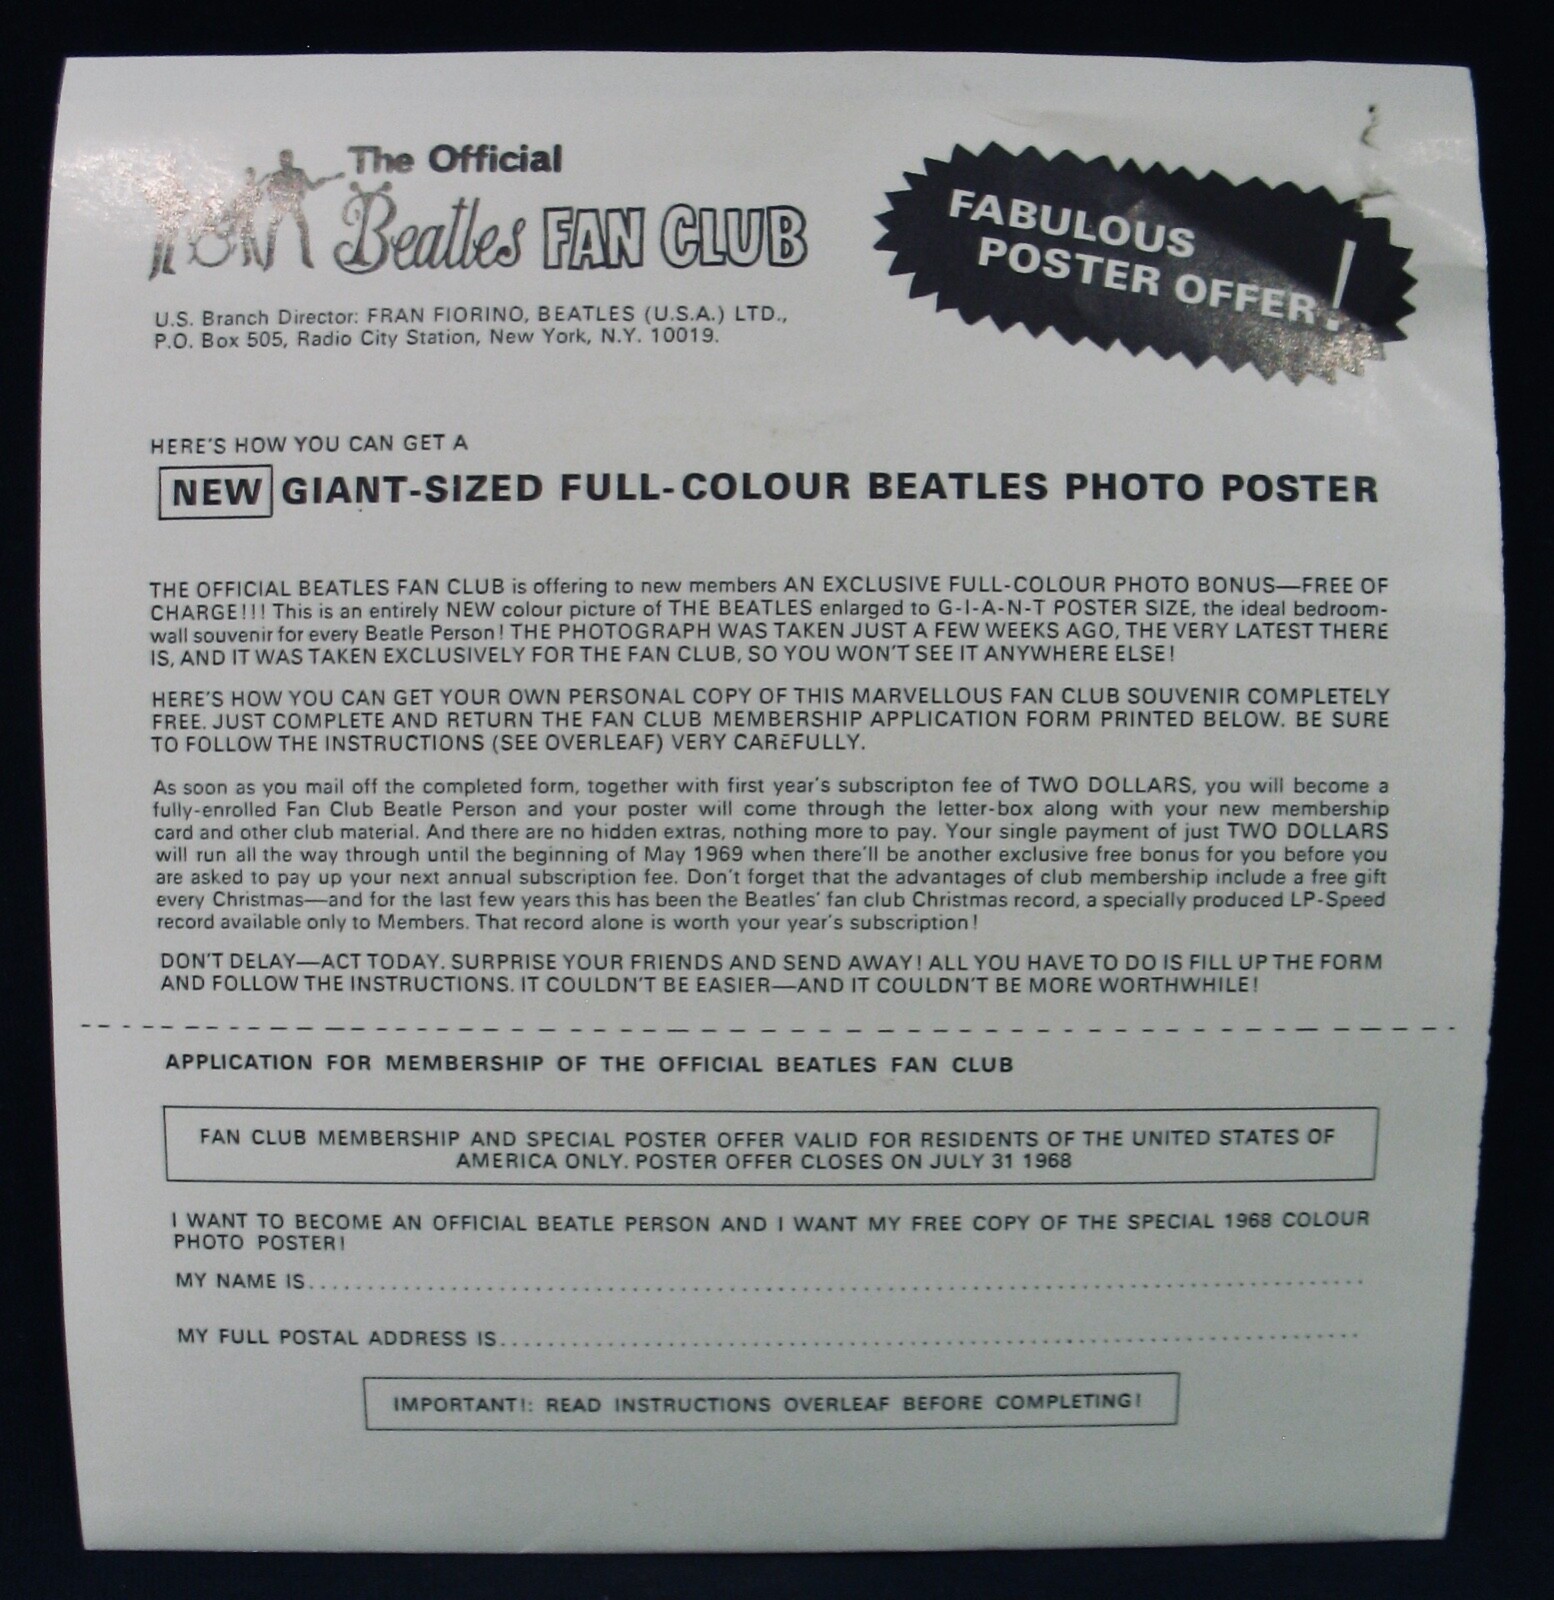 The Official
Beatles FAN CLUB
U.S. Branch Director: FRAN FIORINO, BEATLES (U.S.A.) LTD.,
P.O. Box 505, Radio City Station, New York, N.Y. 10019.
FABULOUS
POSTER OFFER!
HERE'S HOW YOU CAN GET A
NEW GIANT-SIZED FULL-COLOUR BEATLES PHOTO POSTER
THE OFFICIAL BEATLES FAN CLUB is offering to new members AN EXCLUSIVE FULL-COLOUR PHOTO BONUS—FREE OF
CHARGE!!! This is an entirely NEW colour picture of THE BEATLES enlarged to G-I-A-N-T POSTER SIZE, the ideal bedroom-
wall souvenir for every Beatle Person! THE PHOTOGRAPH WAS TAKEN JUST A FEW WEEKS AGO, THE VERY LATEST THERE
IS, AND IT WAS TAKEN EXCLUSIVELY FOR THE FAN CLUB, SO YOU WON'T SEE IT ANYWHERE ELSE!
HERE'S HOW YOU CAN GET YOUR OWN PERSONAL COPY OF THIS MARVELLOUS FAN CLUB SOUVENIR COMPLETELY
FREE. JUST COMPLETE AND RETURN THE FAN CLUB MEMBERSHIP APPLICATION FORM PRINTED BELOW. BE SURE
TO FOLLOW THE INSTRUCTIONS (SEE OVERLEAF) VERY CAREFULLY.
As soon as you mail off the completed form, together with first year's subscripton fee of TWO DOLLARS, you will become a
fully-enrolled Fan Club Beatle Person and your poster will come through the letter-box along with your new membership
card and other club material. And there are no hidden extras, nothing more to pay. Your single payment of just TWO DOLLARS
will run all the way through until the beginning of May 1969 when there'll be another exclusive free bonus for you before you
are asked to pay up your next annual subscription fee. Don't forget that the advantages of club membership include a free gift
every Christmas—and for the last few years this has been the Beatles' fan club Christmas record, a specially produced LP-Speed
record available only to Members. That record alone is worth your year's subscription!
DON'T DELAY—ACT TODAY. SURPRISE YOUR FRIENDS AND SEND AWAY! ALL YOU HAVE TO DO IS FILL UP THE FORM
AND FOLLOW THE INSTRUCTIONS. IT COULDN'T BE EASIER—AND IT COULDN'T BE MORE WORTHWHILE!
APPLICATION FOR MEMBERSHIP OF THE OFFICIAL BEATLES FAN CLUB
FAN CLUB MEMBERSHIP AND SPECIAL POSTER OFFER VALID FOR RESIDENTS OF THE UNITED STATES OF
AMERICA ONLY. POSTER OFFER CLOSES ON JULY 31 1968
I WANT TO BECOME AN OFFICIAL BEATLE PERSON AND I WANT MY FREE COPY OF THE SPECIAL 1968 COLOUR
PHOTO POSTER!
MY NAME IS
MY FULL POSTAL ADDRESS IS
IMPORTANT!: READ INSTRUCTIONS OVERLEAF BEFORE COMPLETING!